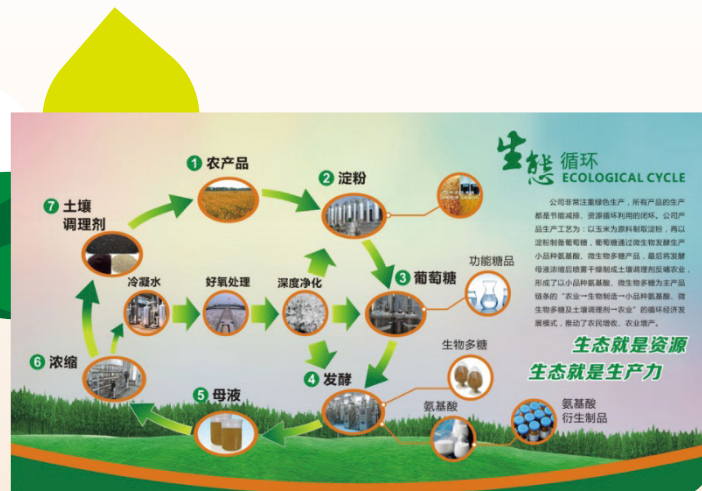 生态循环
ECOLOGICAL CYCLE
公司非常注重绿色生产，所有产品的生产
都是节能减排、资源循环利用的闭环。公司产
品生产工艺为：以玉米为原料制取淀粉，再以
淀粉制备葡萄糖，葡萄糖通过微生物发酵生产
小品种氨基酸、微生物多糖产品，最后将发酵
母液浓缩后喷雾干燥制成土壤调理剂反哺农业，
形成了以小品种氨基酸、微生物多糖为主产品
链条的“农业→生物制造→小品种氨基酸、微
生物多糖及土壤调理剂→农业”的循环经济发
展模式，推动了农民增收、农业增产。
生态就是资源
生态就是生产力
1 农产品
2 淀粉
3 葡萄糖
功能糖品
4 发酵
生物多糖
氨基酸
氨基酸
衍生制品
5 母液
6 浓缩
7 土壤
调理剂
冷凝水
好氧处理
深度净化